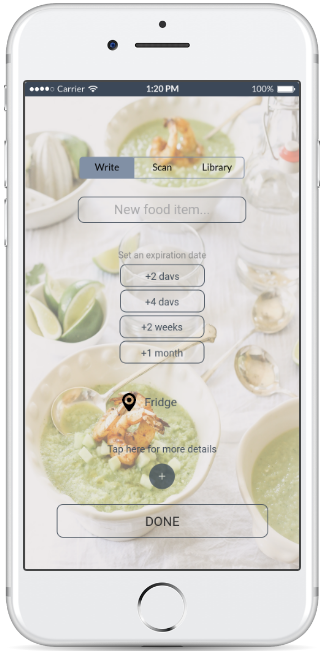 Carrier 1:20 PM 100%
Write Scan Library
New food item...
Set an expiration date
+2 days
+4 days
+2 weeks
+1 month
Fridge
Tap here for more details
+
DONE